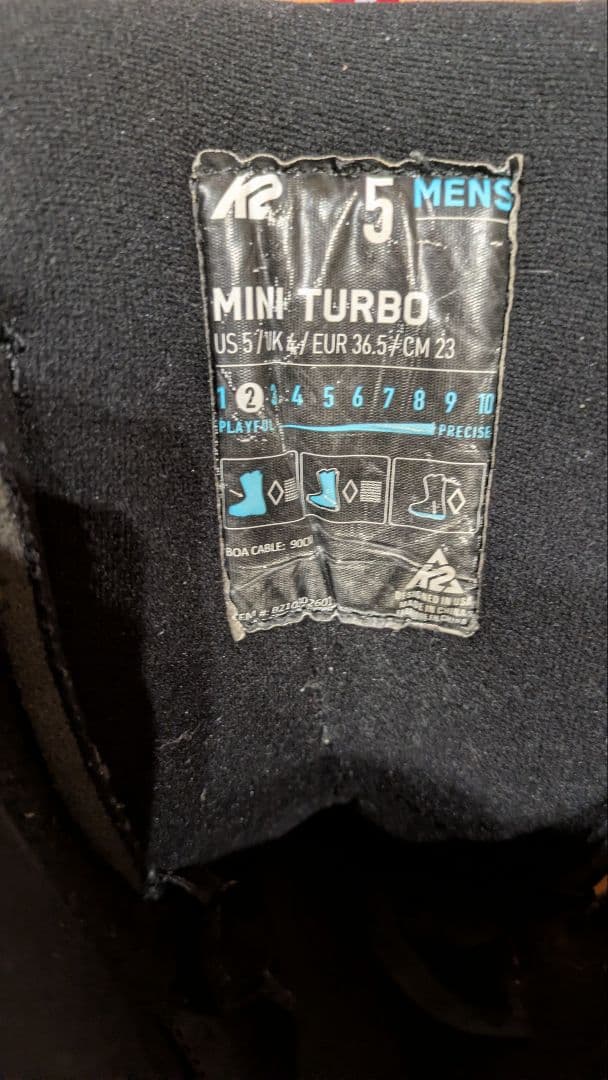 K2 5 MENS
MINI TURBO
US 5/UK 4/ EUR 36.5/ CM 23
1 2 3 4 5 6 7 8 9 10
PLAYFUL PRECISE
BOA CABLE:
K2
DESIGNED IN USA
MADE IN CHINA